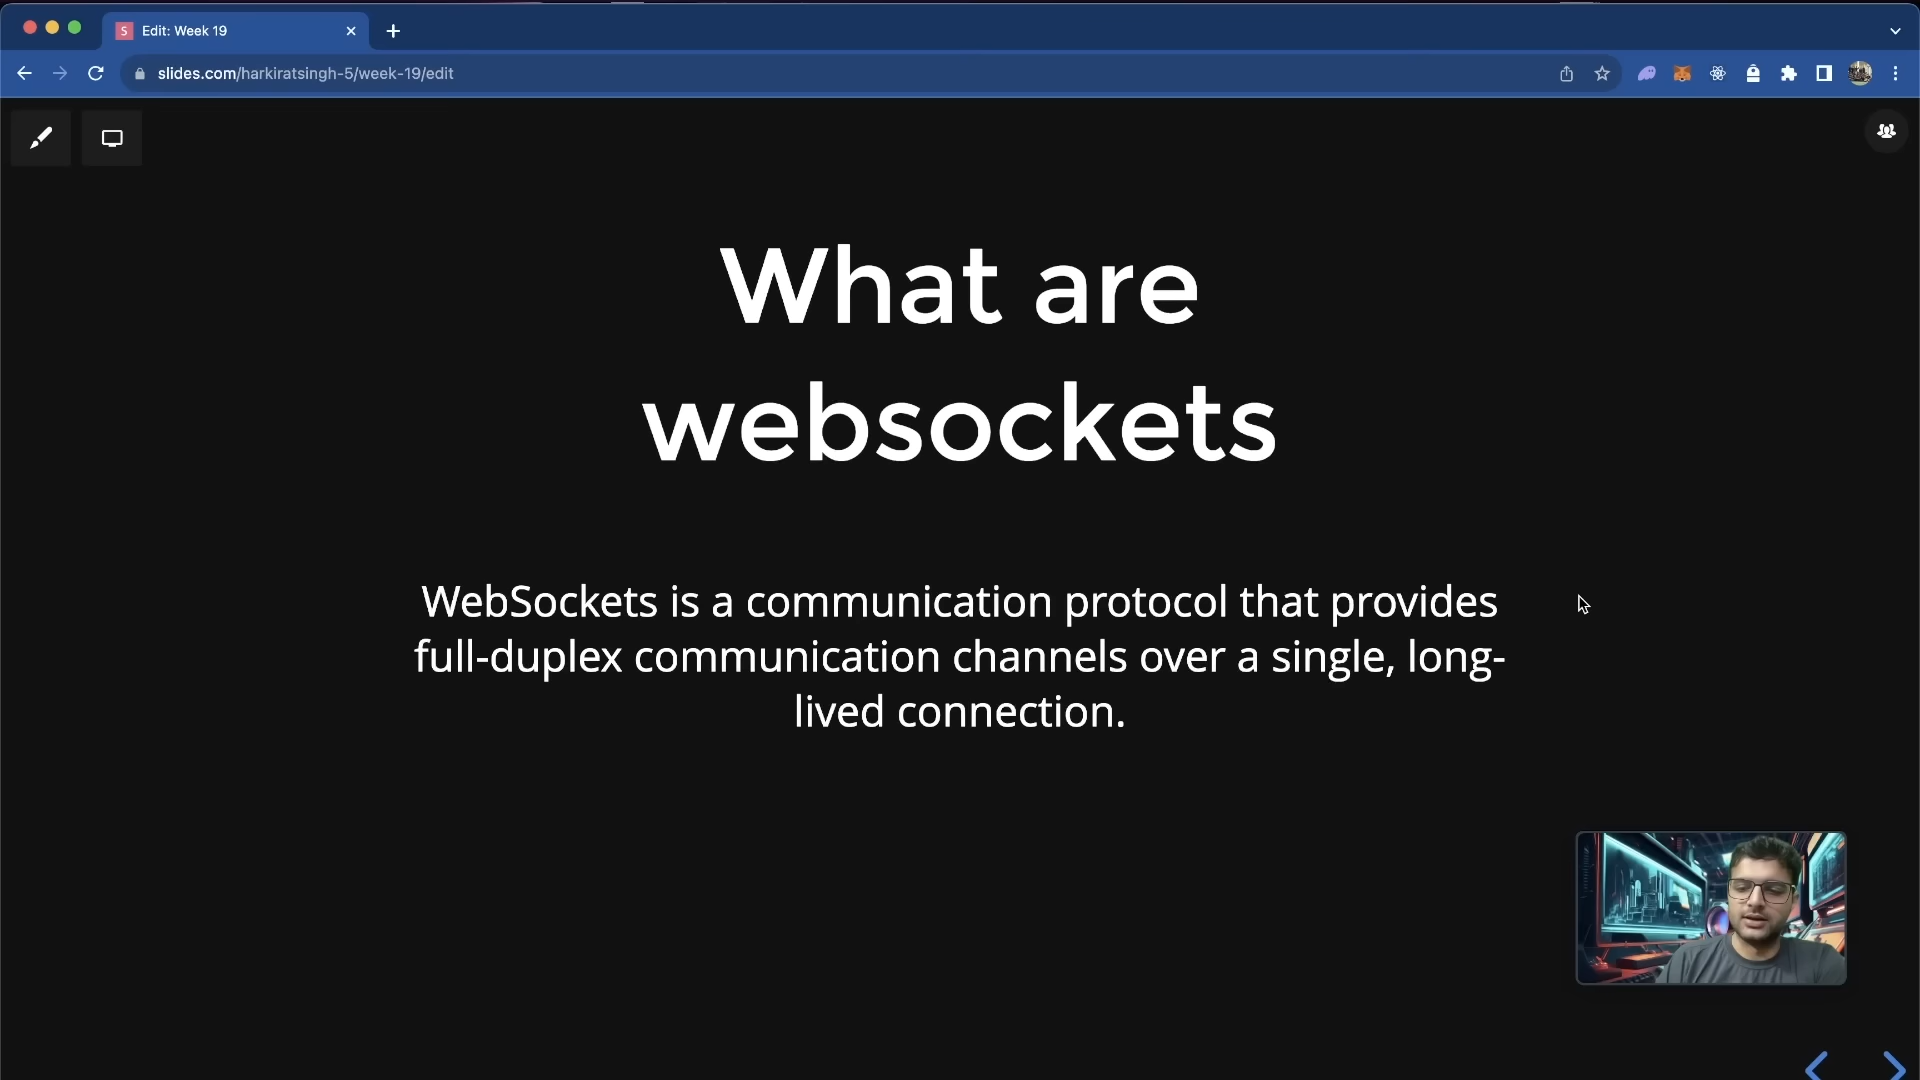 S Edit: Week 19
slides.com/harkiratsingh-5/week-19/edit
What are
websockets
WebSockets is a communication protocol that provides
full-duplex communication channels over a single, long-
lived connection.